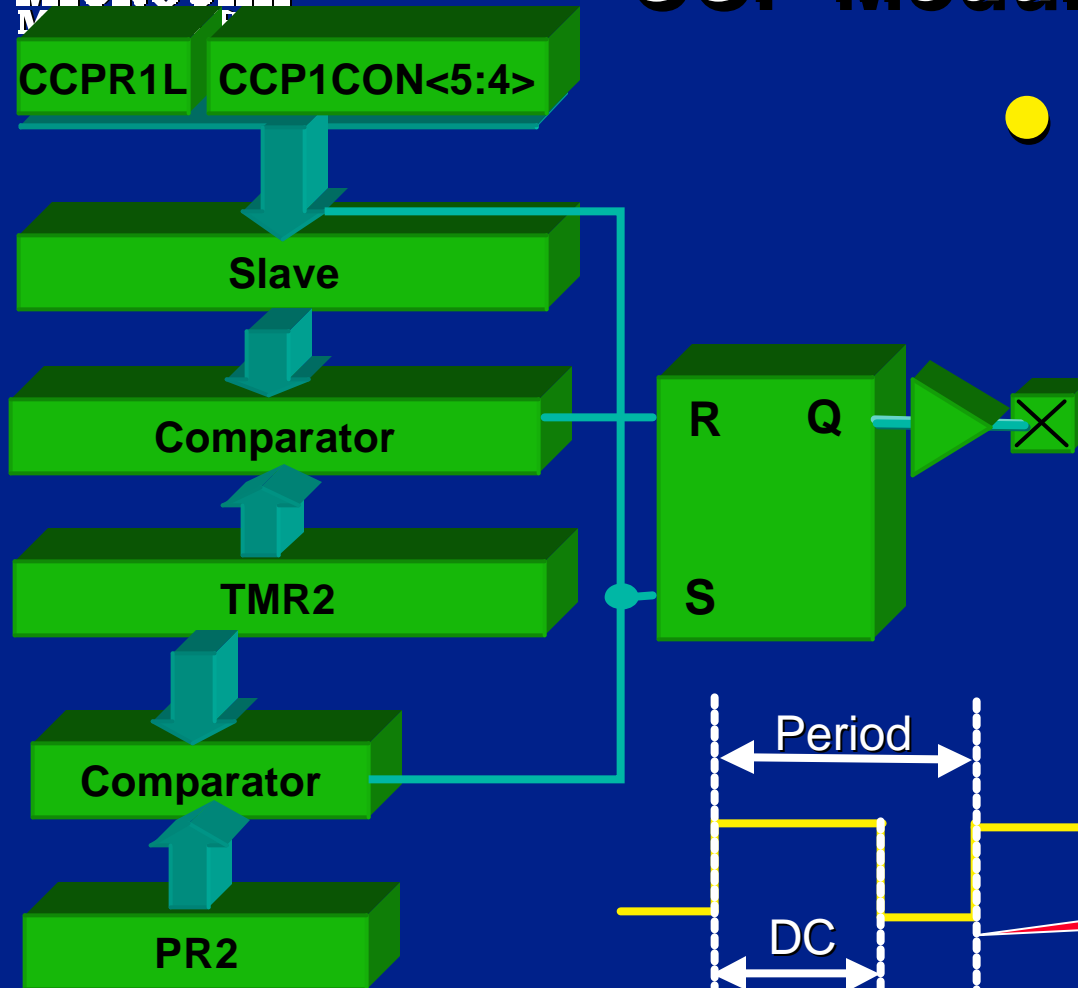 CCPR1L CCP1CON<5:4>
Slave
Comparator
R Q
TMR2
S
Period
Comparator
DC
PR2